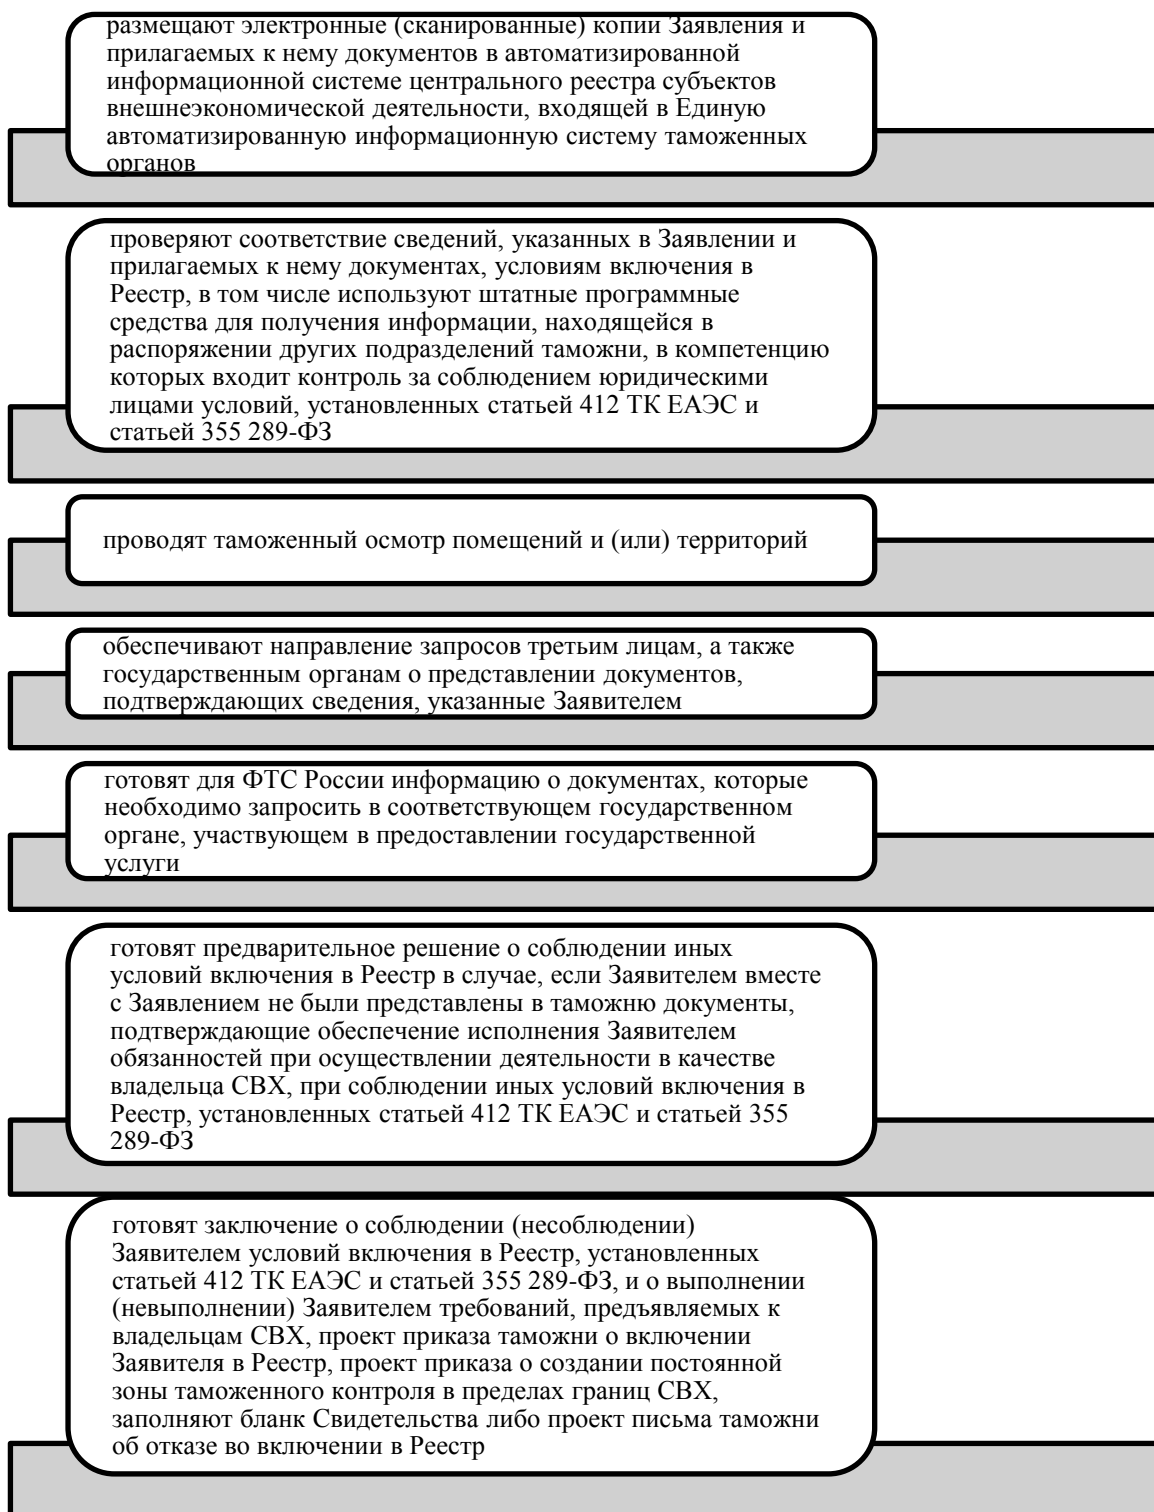 размещают электронные (сканированные) копии Заявления и
прилагаемых к нему документов в автоматизированной
информационной системе центрального реестра субъектов
внешнеэкономической деятельности, входящей в Единую
автоматизированную информационную систему таможенных
органов
проверяют соответствие сведений, указанных в Заявлении и
прилагаемых к нему документах, условиям включения в
Реестр, в том числе используют штатные программные
средства для получения информации, находящейся в
распоряжении других подразделений таможни, в компетенцию
которых входит контроль за соблюдением юридическими
лицами условий, установленных статьей 412 ТК ЕАЭС и
статьей 355 289-ФЗ
проводят таможенный осмотр помещений и (или) территорий
обеспечивают направление запросов третьим лицам, а также
государственным органам о представлении документов,
подтверждающих сведения, указанные Заявителем
готовят для ФТС России информацию о документах, которые
необходимо запросить в соответствующем государственном
органе, участвующем в предоставлении государственной
услуги
готовят предварительное решение о соблюдении иных
условий включения в Реестр в случае, если Заявителем вместе
с Заявлением не были представлены в таможню документы,
подтверждающие обеспечение исполнения Заявителем
обязанностей при осуществлении деятельности в качестве
владельца СВХ, при соблюдении иных условий включения в
Реестр, установленных статьей 412 ТК ЕАЭС и статьей 355
289-ФЗ
готовят заключение о соблюдении (несоблюдении)
Заявителем условий включения в Реестр, установленных
статьей 412 ТК ЕАЭС и статьей 355 289-ФЗ, и о выполнении
(невыполнении) Заявителем требований, предъявляемых к
владельцам СВХ, проект приказа таможни о включении
Заявителя в Реестр, проект приказа о создании постоянной
зоны таможенного контроля в пределах границ СВХ,
заполняют бланк Свидетельства либо проект письма таможни
об отказе во включении в Реестр